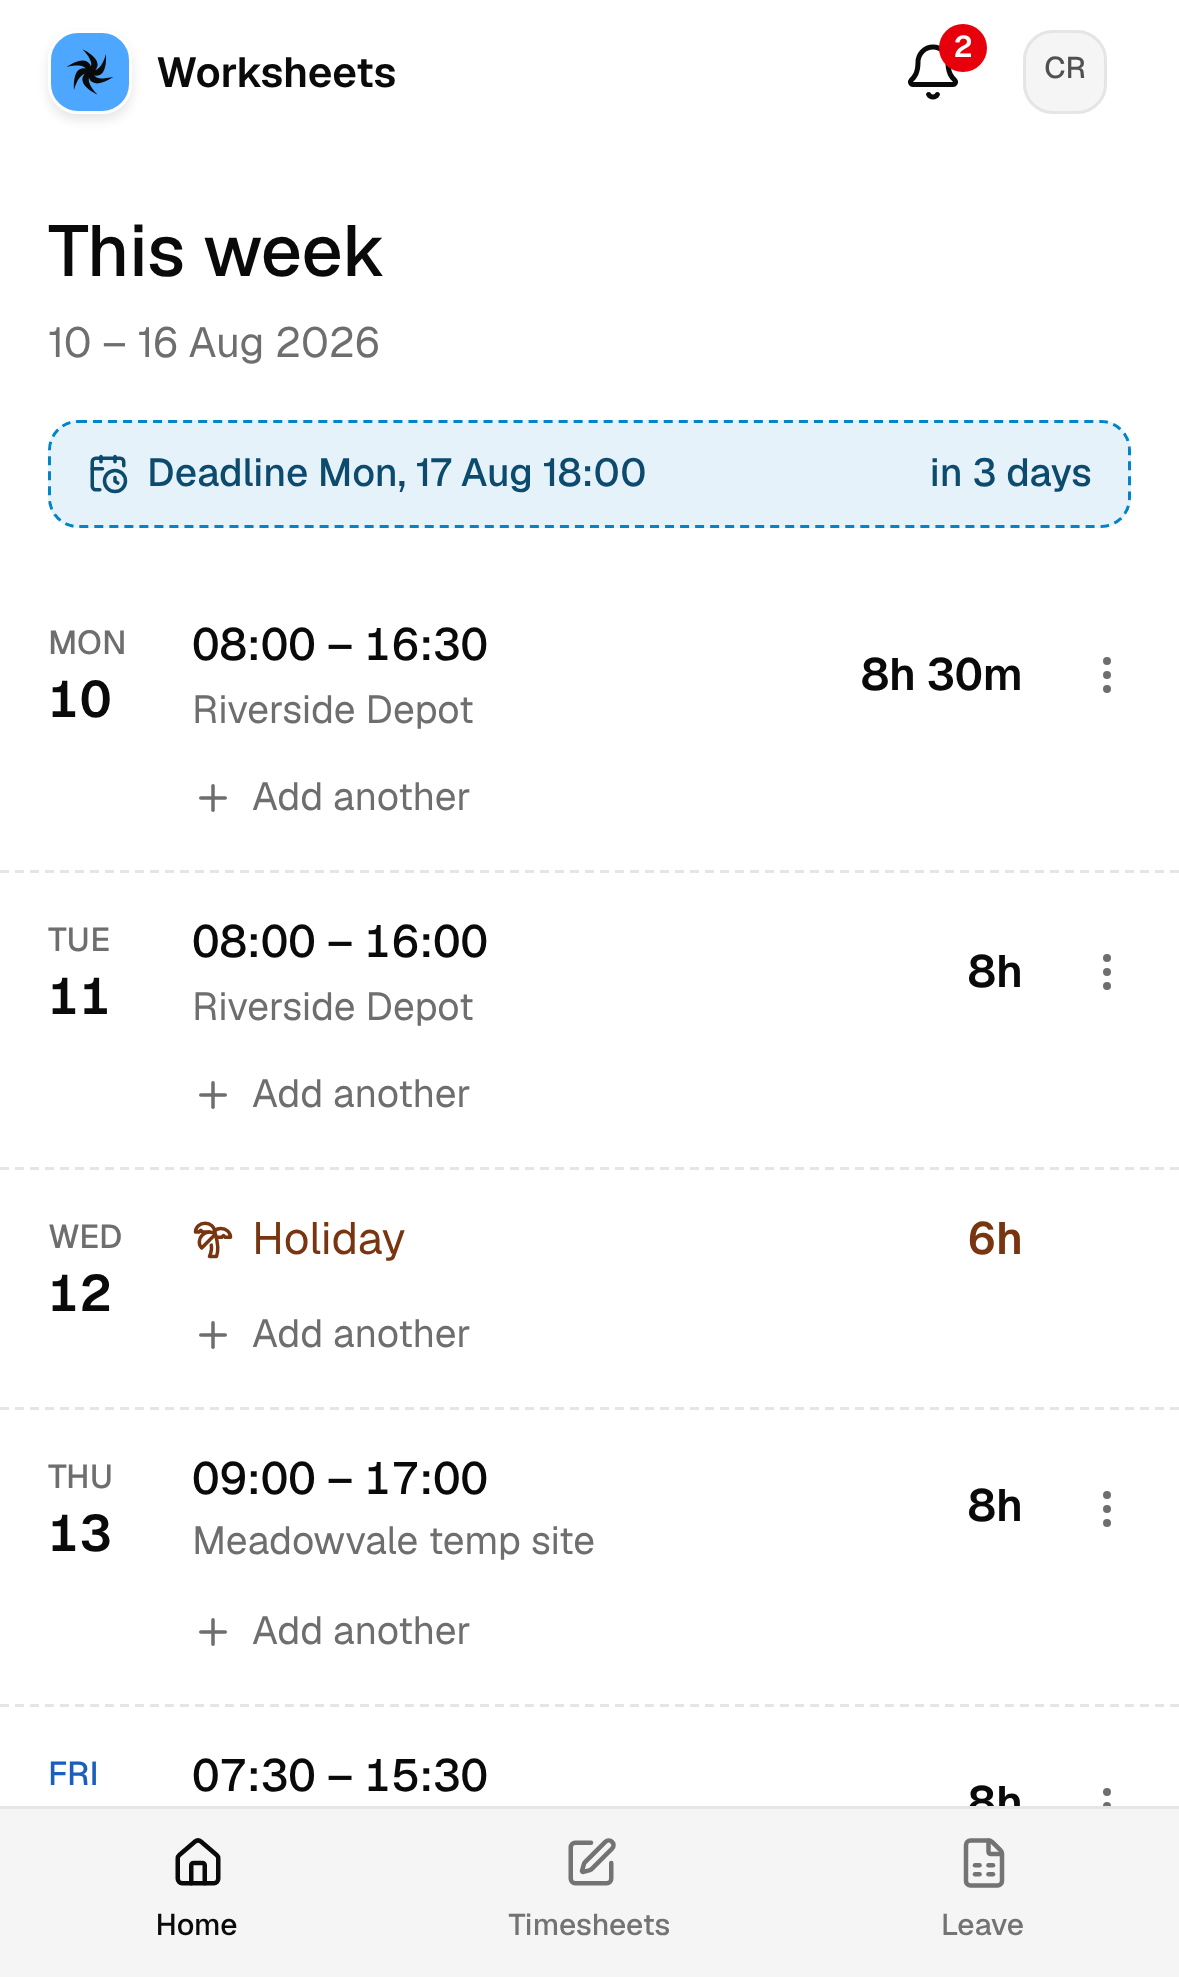 Worksheets
2
CR
This week
10 – 16 Aug 2026
Deadline Mon, 17 Aug 18:00 in 3 days
MON
10
08:00 – 16:30
Riverside Depot
8h 30m
Add another
TUE
11
08:00 – 16:00
Riverside Depot
8h
Add another
WED
12
Holiday
6h
Add another
THU
13
09:00 – 17:00
Meadowvale temp site
8h
Add another
FRI
07:30 – 15:30
8h
Home
Timesheets
Leave